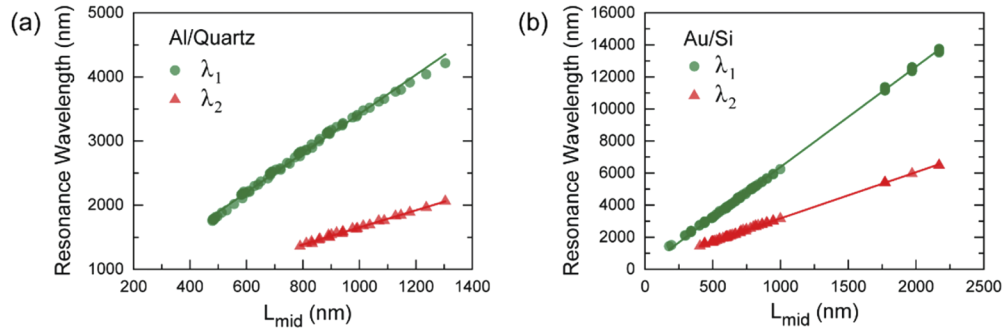 (a)
Resonance Wavelength (nm)
5000
4000
3000
2000
1000
Al/Quartz
λ1
λ2
200 400 600 800 1000 1200 1400
Lmid (nm)
(b)
Resonance Wavelength (nm)
16000
14000
12000
10000
8000
6000
4000
2000
0
Au/Si
λ1
λ2
0 500 1000 1500 2000 2500
Lmid (nm)